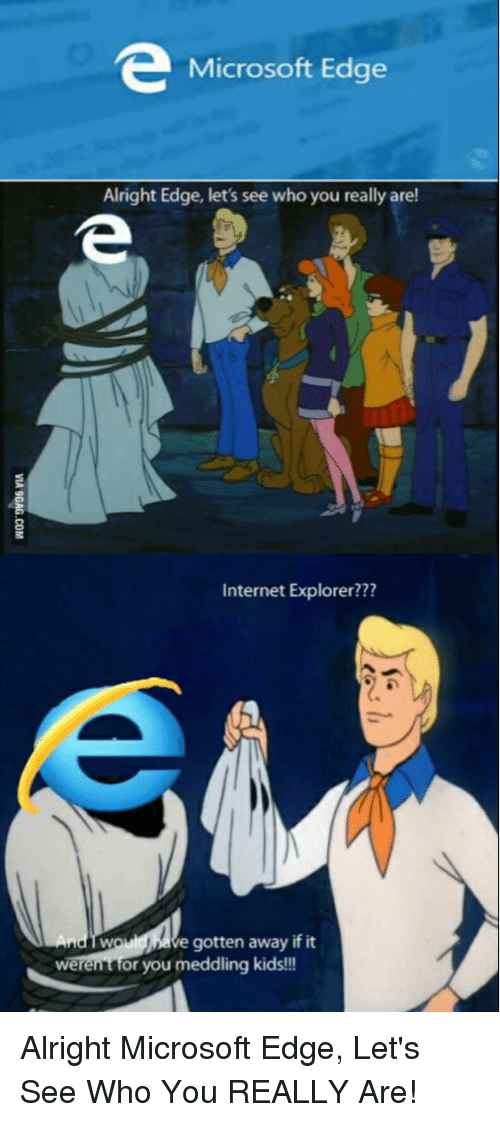 Microsoft Edge
Alright Edge, let's see who you really are!
VIA 9GAG.COM
Internet Explorer???
And I would have gotten away if it
weren't for you meddling kids!!!
Alright Microsoft Edge, Let's
See Who You REALLY Are!